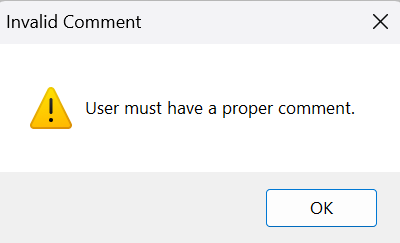 Invalid Comment
User must have a proper comment.
OK